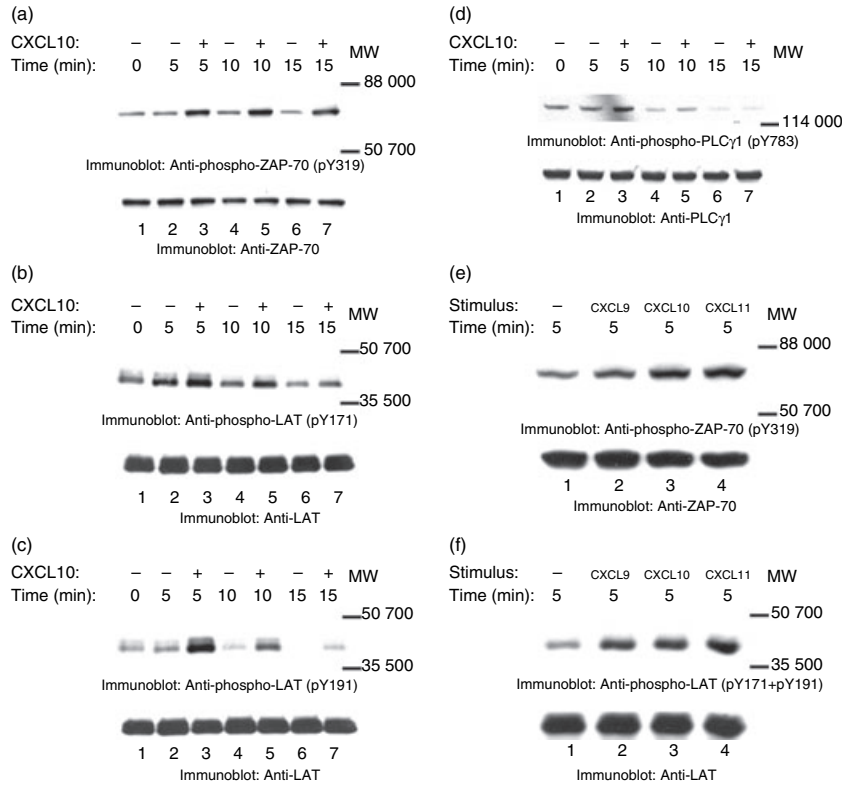 (a)
CXCL10: – – + – + – +
Time (min): 0 5 5 10 10 15 15
MW
88 000
50 700
Immunoblot: Anti-phospho-ZAP-70 (pY319)
1 2 3 4 5 6 7
Immunoblot: Anti-ZAP-70
(b)
CXCL10: – – + – + – +
Time (min): 0 5 5 10 10 15 15
MW
50 700
35 500
Immunoblot: Anti-phospho-LAT (pY171)
1 2 3 4 5 6 7
Immunoblot: Anti-LAT
(c)
CXCL10: – – + – + – +
Time (min): 0 5 5 10 10 15 15
MW
50 700
35 500
Immunoblot: Anti-phospho-LAT (pY191)
1 2 3 4 5 6 7
Immunoblot: Anti-LAT
(d)
CXCL10: – – + – + – +
Time (min): 0 5 5 10 10 15 15
MW
114 000
Immunoblot: Anti-phospho-PLCγ1 (pY783)
1 2 3 4 5 6 7
Immunoblot: Anti-PLCγ1
(e)
Stimulus: – CXCL9 CXCL10 CXCL11
Time (min): 5 5 5 5
MW
88 000
50 700
Immunoblot: Anti-phospho-ZAP-70 (pY319)
1 2 3 4
Immunoblot: Anti-ZAP-70
(f)
Stimulus: – CXCL9 CXCL10 CXCL11
Time (min): 5 5 5 5
MW
50 700
35 500
Immunoblot: Anti-phospho-LAT (pY171+pY191)
1 2 3 4
Immunoblot: Anti-LAT